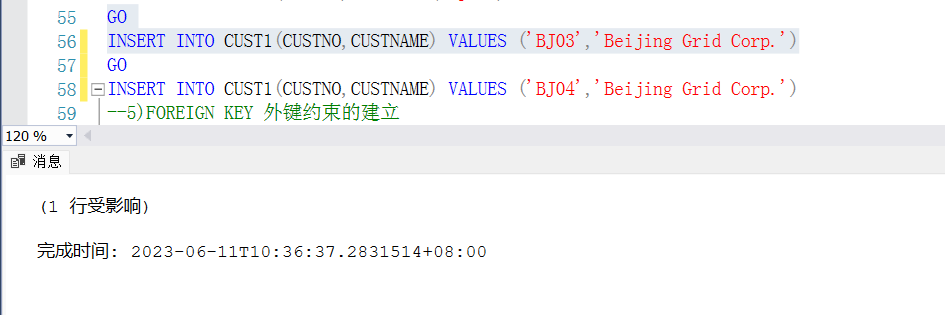 55 GO
56 INSERT INTO CUST1(CUSTNO,CUSTNAME) VALUES ('BJ03','Beijing Grid Corp.')
57 GO
58 INSERT INTO CUST1(CUSTNO,CUSTNAME) VALUES ('BJ04','Beijing Grid Corp.')
59 --5)FOREIGN KEY 外键约束的建立
120 %
消息
(1 行受影响)
完成时间: 2023-06-11T10:36:37.2831514+08:00